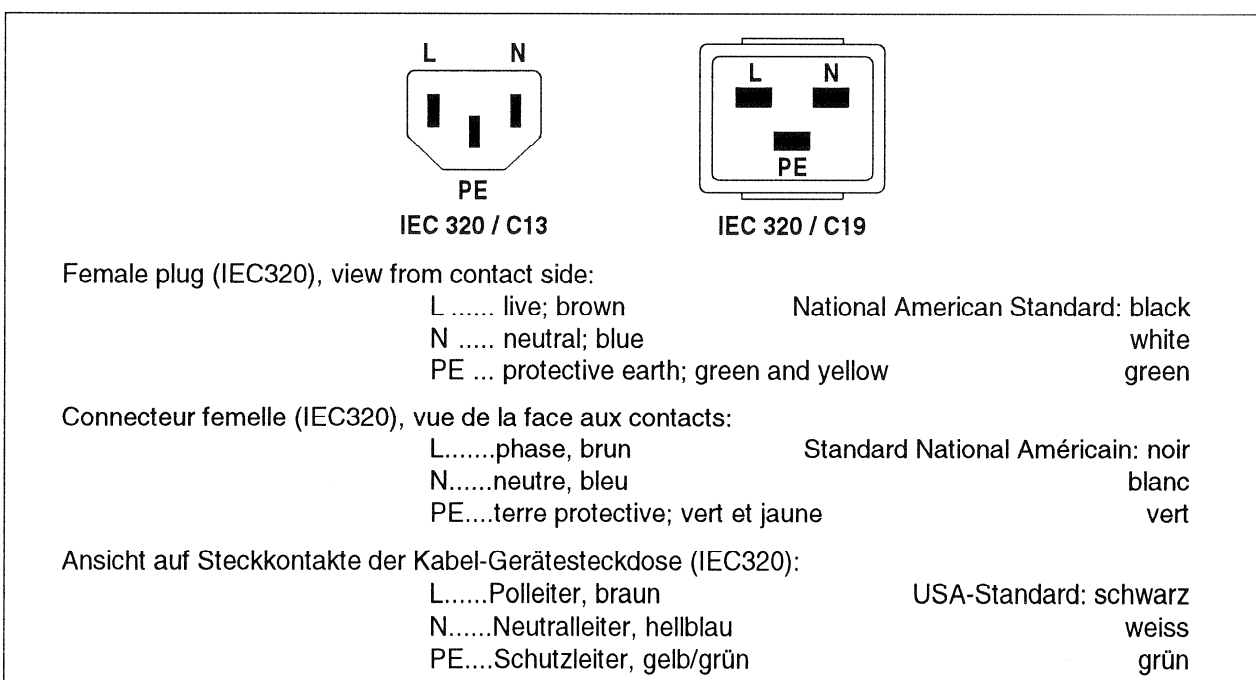 L N
PE
IEC 320 / C13
L N
PE
IEC 320 / C19
Female plug (IEC320), view from contact side:
L ...... live; brown National American Standard: black
N ..... neutral; blue white
PE ... protective earth; green and yellow green
Connecteur femelle (IEC320), vue de la face aux contacts:
L.......phase, brun Standard National Américain: noir
N......neutre, bleu blanc
PE....terre protective; vert et jaune vert
Ansicht auf Steckkontakte der Kabel-Gerätesteckdose (IEC320):
L......Polleiter, braun USA-Standard: schwarz
N......Neutralleiter, hellblau weiss
PE....Schutzleiter, gelb/grün grün